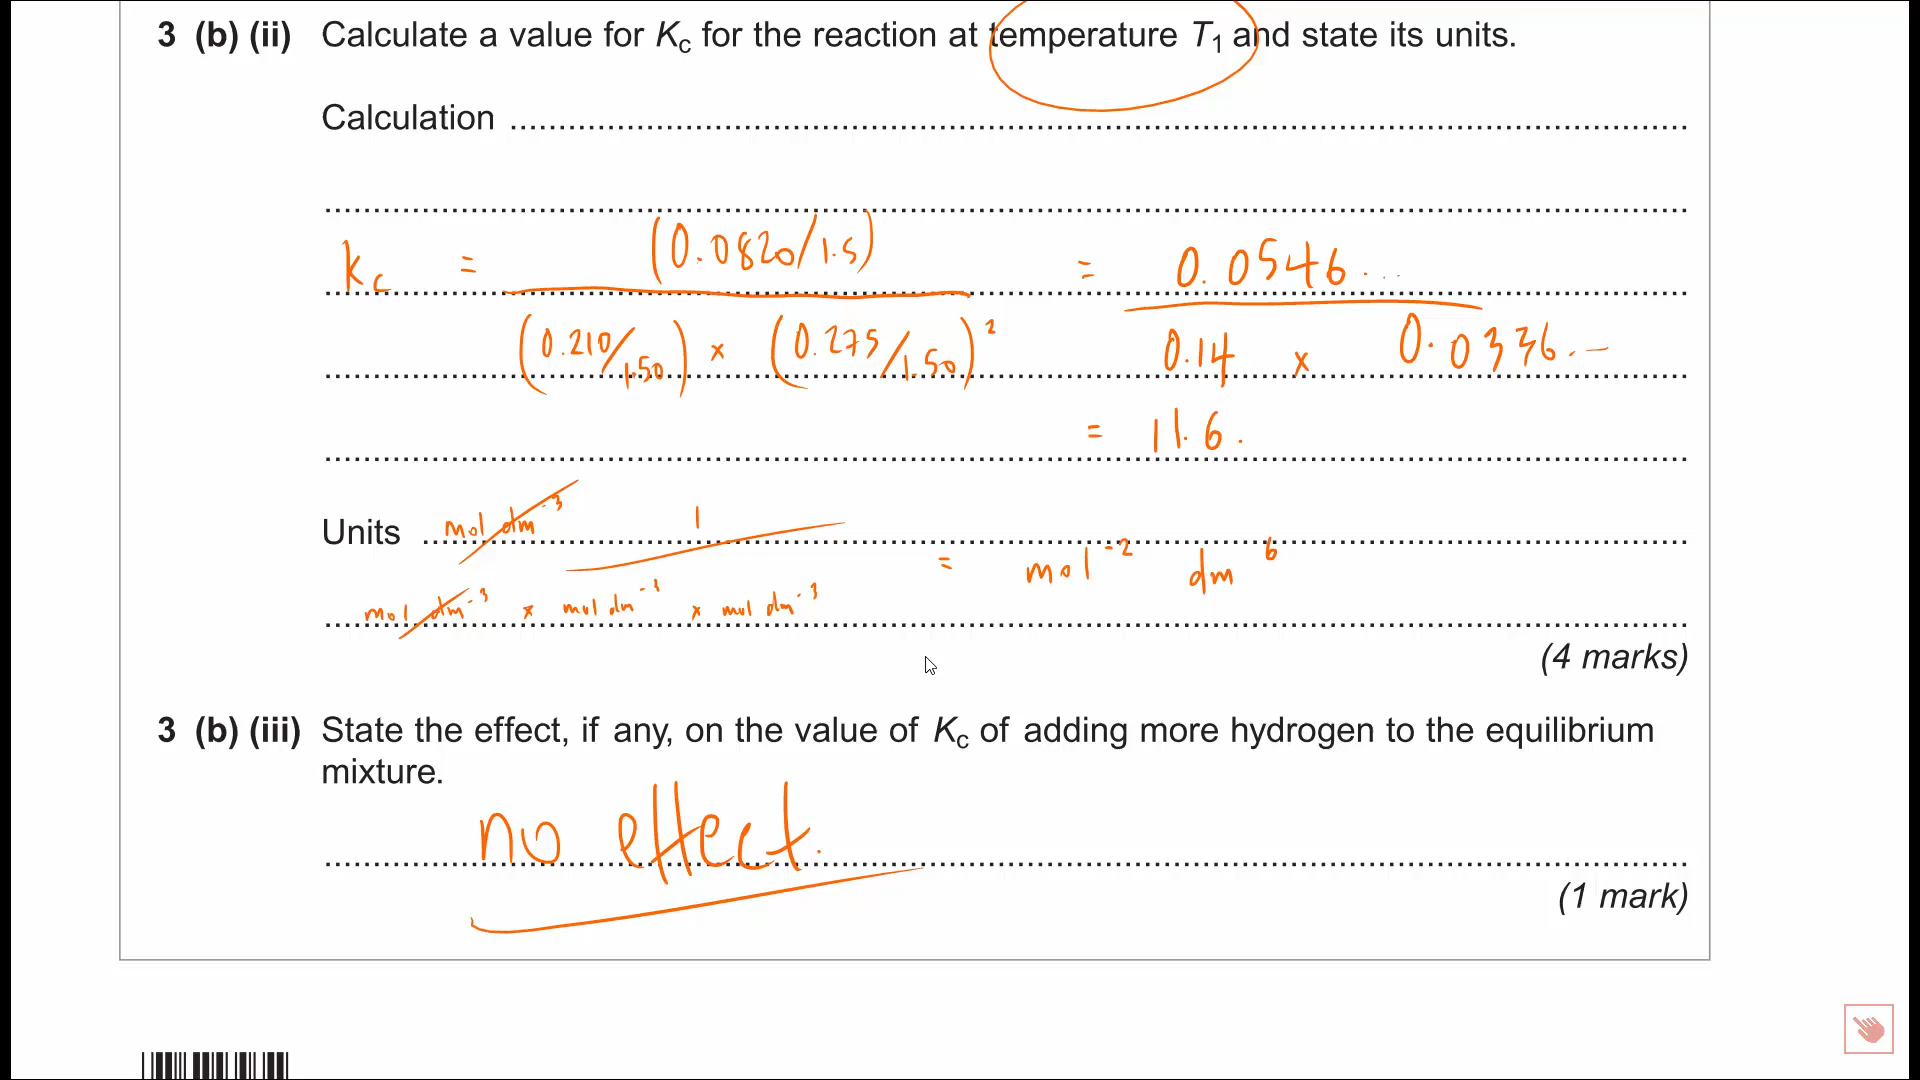 3 (b) (ii) Calculate a value for Kc for the reaction at temperature T1 and state its units.
Calculation ........................................
Kc = (0.0820/1.5) = 0.0546...
(0.210/1.50) × (0.275/1.50)² 0.14 × 0.0336...
= 11.6.
Units mol dm⁻³ 1
= mol⁻² dm⁶
mol dm⁻³ × mol dm⁻³ × mol dm⁻³
(4 marks)
3 (b) (iii) State the effect, if any, on the value of Kc of adding more hydrogen to the equilibrium
mixture.
no effect.
(1 mark)